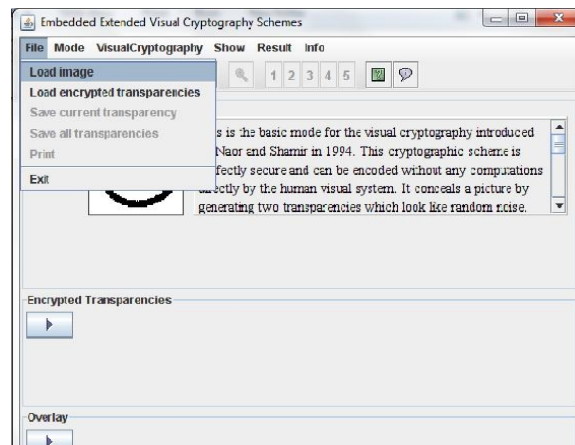 Embedded Extended Visual Cryptography Schemes
File Mode VisualCryptography Show Result Info
1 2 3 4 5
Load image
Load encrypted transparencies
Save current transparency
Save all transparencies
Print
Exit
s is the basic mode for the visual cryptography introduced
Naor and Shamir in 1994. This cryptographic scheme is
fectly secure and can be encoded without any computations
ectly by the human visual system. It conceals a picture by
generating two transparencies which look like random noise.
Encrypted Transparencies
Overlay